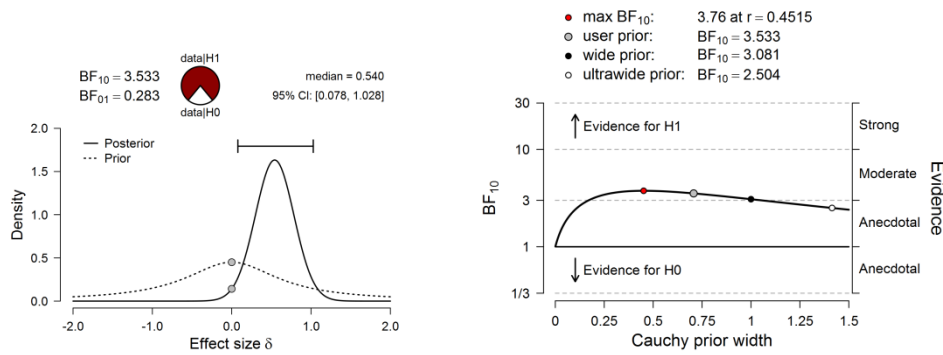 data|H1
BF10 = 3.533
BF01 = 0.283
data|H0
median = 0.540
95% CI: [0.078, 1.028]
Posterior
Prior
2.0
1.5
1.0
0.5
0.0
Density
-2.0 -1.0 0.0 1.0 2.0
Effect size δ
max BF10: 3.76 at r = 0.4515
user prior: BF10 = 3.533
wide prior: BF10 = 3.081
ultrawide prior: BF10 = 2.504
30
10
3
1
1/3
BF10
Evidence for H1
Evidence for H0
Strong
Moderate
Anecdotal
Anecdotal
Evidence
0 0.25 0.5 0.75 1 1.25 1.5
Cauchy prior width